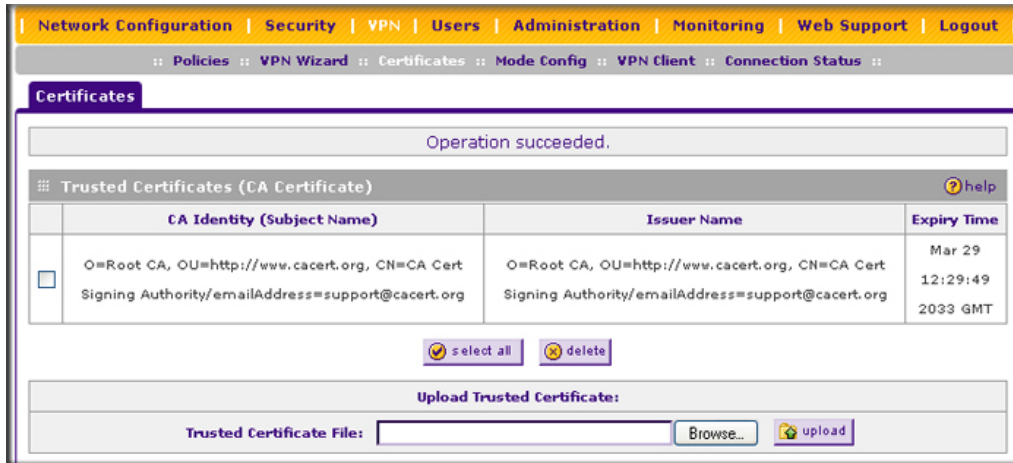 Network Configuration | Security | VPN | Users | Administration | Monitoring | Web Support | Logout
:: Policies :: VPN Wizard :: Certificates :: Mode Config :: VPN Client :: Connection Status ::
Certificates
Operation succeeded.
Trusted Certificates (CA Certificate)
help
CA Identity (Subject Name)
Issuer Name
Expiry Time
O=Root CA, OU=http://www.cacert.org, CN=CA Cert
Signing Authority/emailAddress=support@cacert.org
O=Root CA, OU=http://www.cacert.org, CN=CA Cert
Signing Authority/emailAddress=support@cacert.org
Mar 29
12:29:49
2033 GMT
select all
delete
Upload Trusted Certificate:
Trusted Certificate File:
Browse...
upload